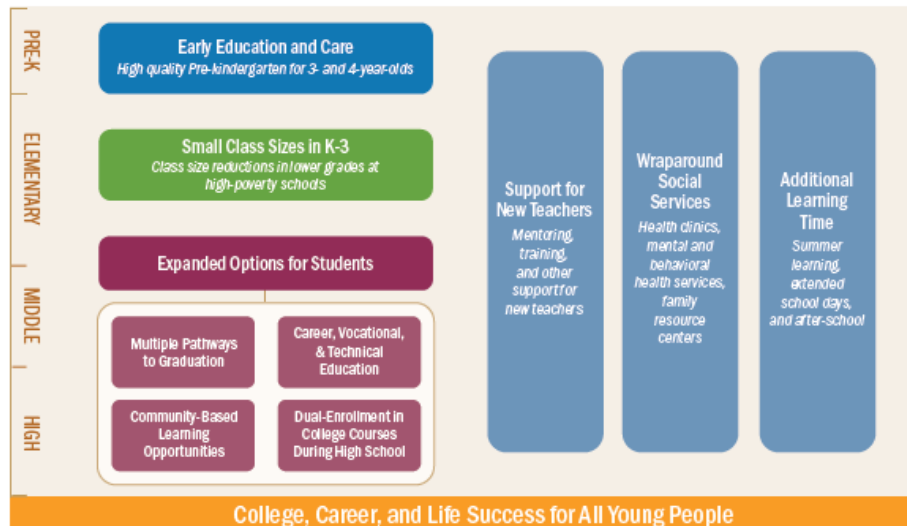 PRE-K
ELEMENTARY
MIDDLE
HIGH
Early Education and Care
High quality Pre-kindergarten for 3- and 4-year-olds
Small Class Sizes in K-3
Class size reductions in lower grades at
high-poverty schools
Expanded Options for Students
Multiple Pathways
to Graduation
Career, Vocational,
& Technical
Education
Community-Based
Learning
Opportunities
Dual-Enrollment in
College Courses
During High School
Support for
New Teachers
Mentoring,
training,
and other
support for
new teachers
Wraparound
Social
Services
Health clinics,
mental and
behavioral
health services,
family
resource
centers
Additional
Learning
Time
Summer
learning,
extended
school days,
and after-school
College, Career, and Life Success for All Young People